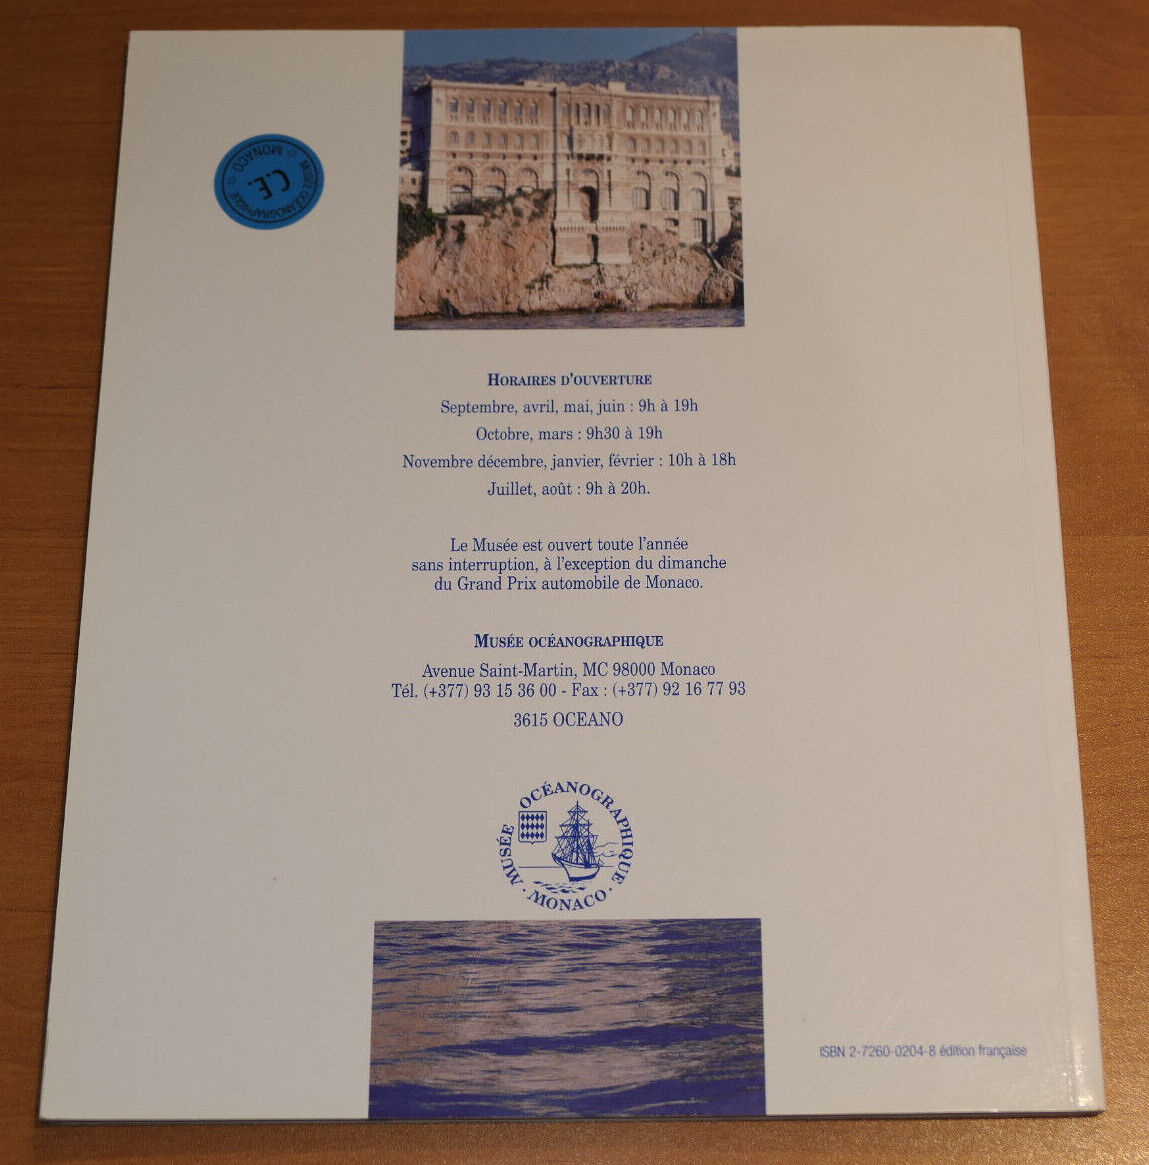 MUSÉE OCÉANOGRAPHIQUE
MONACO
C.E.
HORAIRES D'OUVERTURE
Septembre, avril, mai, juin : 9h à 19h
Octobre, mars : 9h30 à 19h
Novembre décembre, janvier, février : 10h à 18h
Juillet, août : 9h à 20h.
Le Musée est ouvert toute l'année
sans interruption, à l'exception du dimanche
du Grand Prix automobile de Monaco.
MUSÉE OCÉANOGRAPHIQUE
Avenue Saint-Martin, MC 98000 Monaco
Tél. (+377) 93 15 36 00 - Fax : (+377) 92 16 77 93
3615 OCEANO
MUSÉE OCÉANOGRAPHIQUE
· MONACO ·
ISBN 2-7260-0204-8 édition française